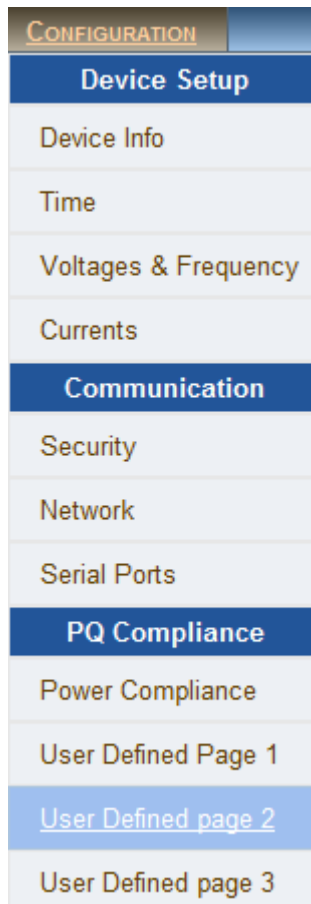 CONFIGURATION
Device Setup
Device Info
Time
Voltages & Frequency
Currents
Communication
Security
Network
Serial Ports
PQ Compliance
Power Compliance
User Defined Page 1
User Defined page 2
User Defined page 3